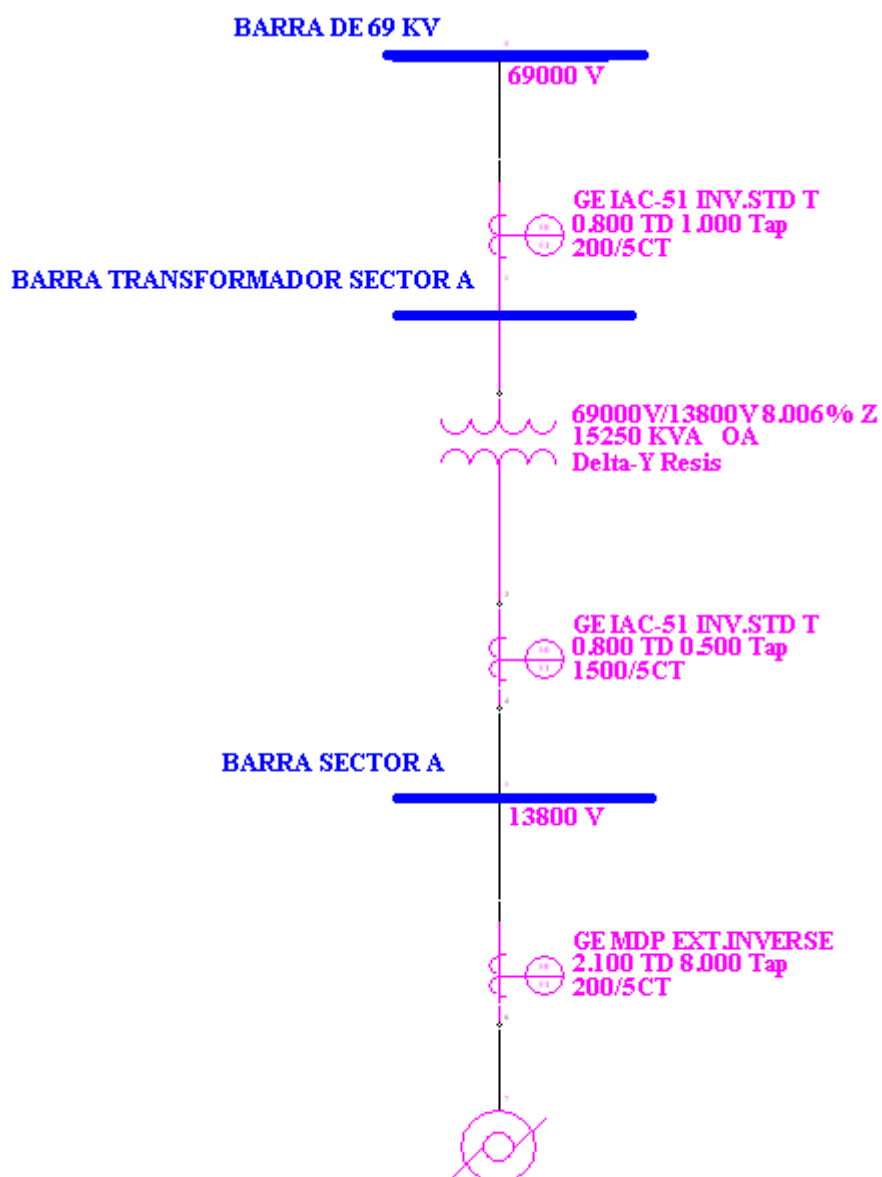 BARRA DE 69 KV
69000 V
GE IAC-51 INV.STD T
0.800 TD 1.000 Tap
200/5CT
BARRA TRANSFORMADOR SECTOR A
69000V/13800V 8.006% Z
15250 KVA OA
Delta-Y Resis
GE IAC-51 INV.STD T
0.800 TD 0.500 Tap
1500/5CT
BARRA SECTOR A
13800 V
GE MDP EXT.INVERSE
2.100 TD 8.000 Tap
200/5CT